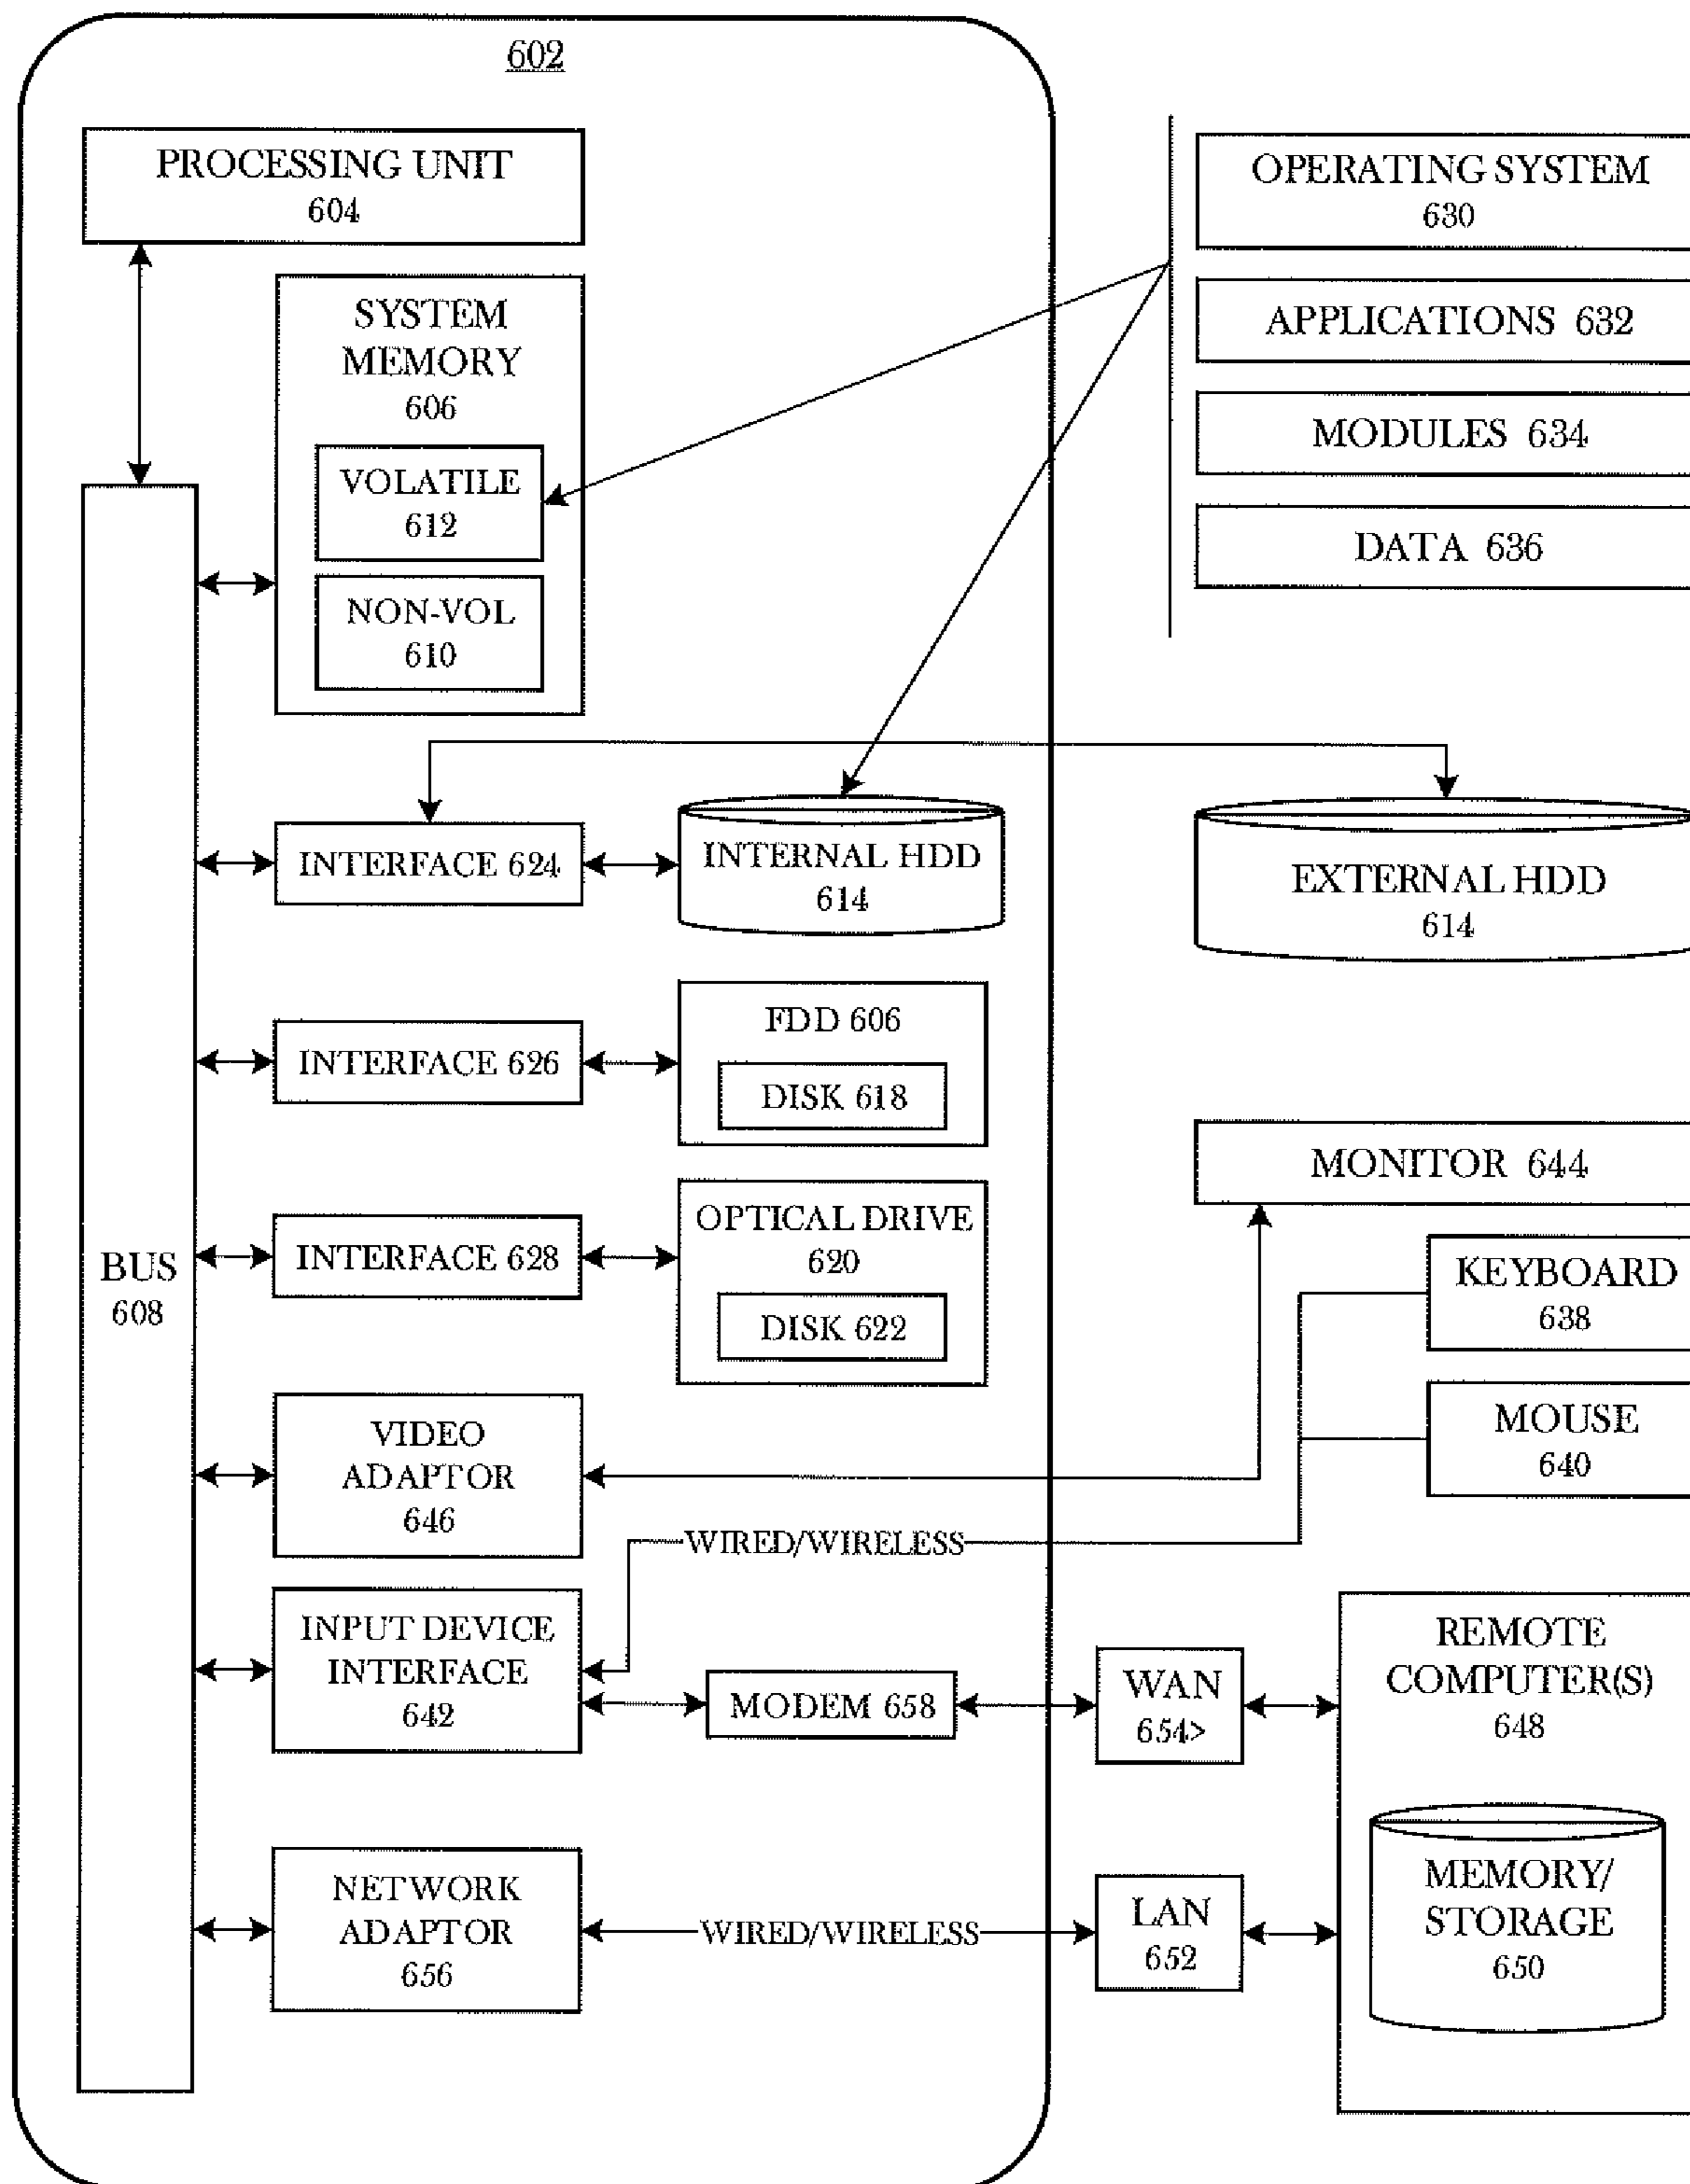 602
PROCESSING UNIT
604
SYSTEM
MEMORY
606
VOLATILE
612
NON-VOL
610
OPERATING SYSTEM
630
APPLICATIONS 632
MODULES 634
DATA 636
BUS
608
INTERFACE 624
INTERNAL HDD
614
EXTERNAL HDD
614
INTERFACE 626
FDD 606
DISK 618
INTERFACE 628
OPTICAL DRIVE
620
DISK 622
MONITOR 644
KEYBOARD
638
MOUSE
640
VIDEO
ADAPTOR
646
WIRED/WIRELESS
INPUT DEVICE
INTERFACE
642
MODEM 658
WAN
654>
REMOTE
COMPUTER(S)
648
MEMORY/
STORAGE
650
NETWORK
ADAPTOR
656
WIRED/WIRELESS
LAN
652